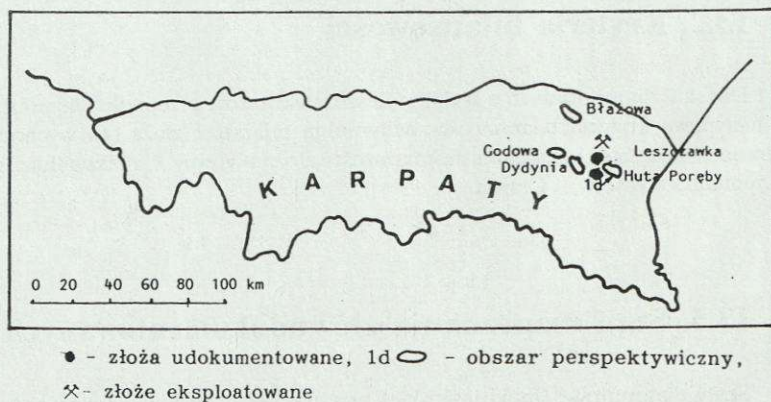 Błażowa
Godowa
Leszczawka
Dydynia
Huta Poręby
1d
KARPATY
0 20 40 60 80 100 km
- złoża udokumentowane, 1d - obszar perspektywiczny,
- złoże eksploatowane